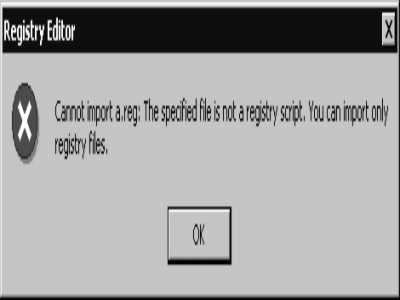 Registry Editor
Cannot import a.reg: The specified file is not a registry script. You can import only
registry files.
OK